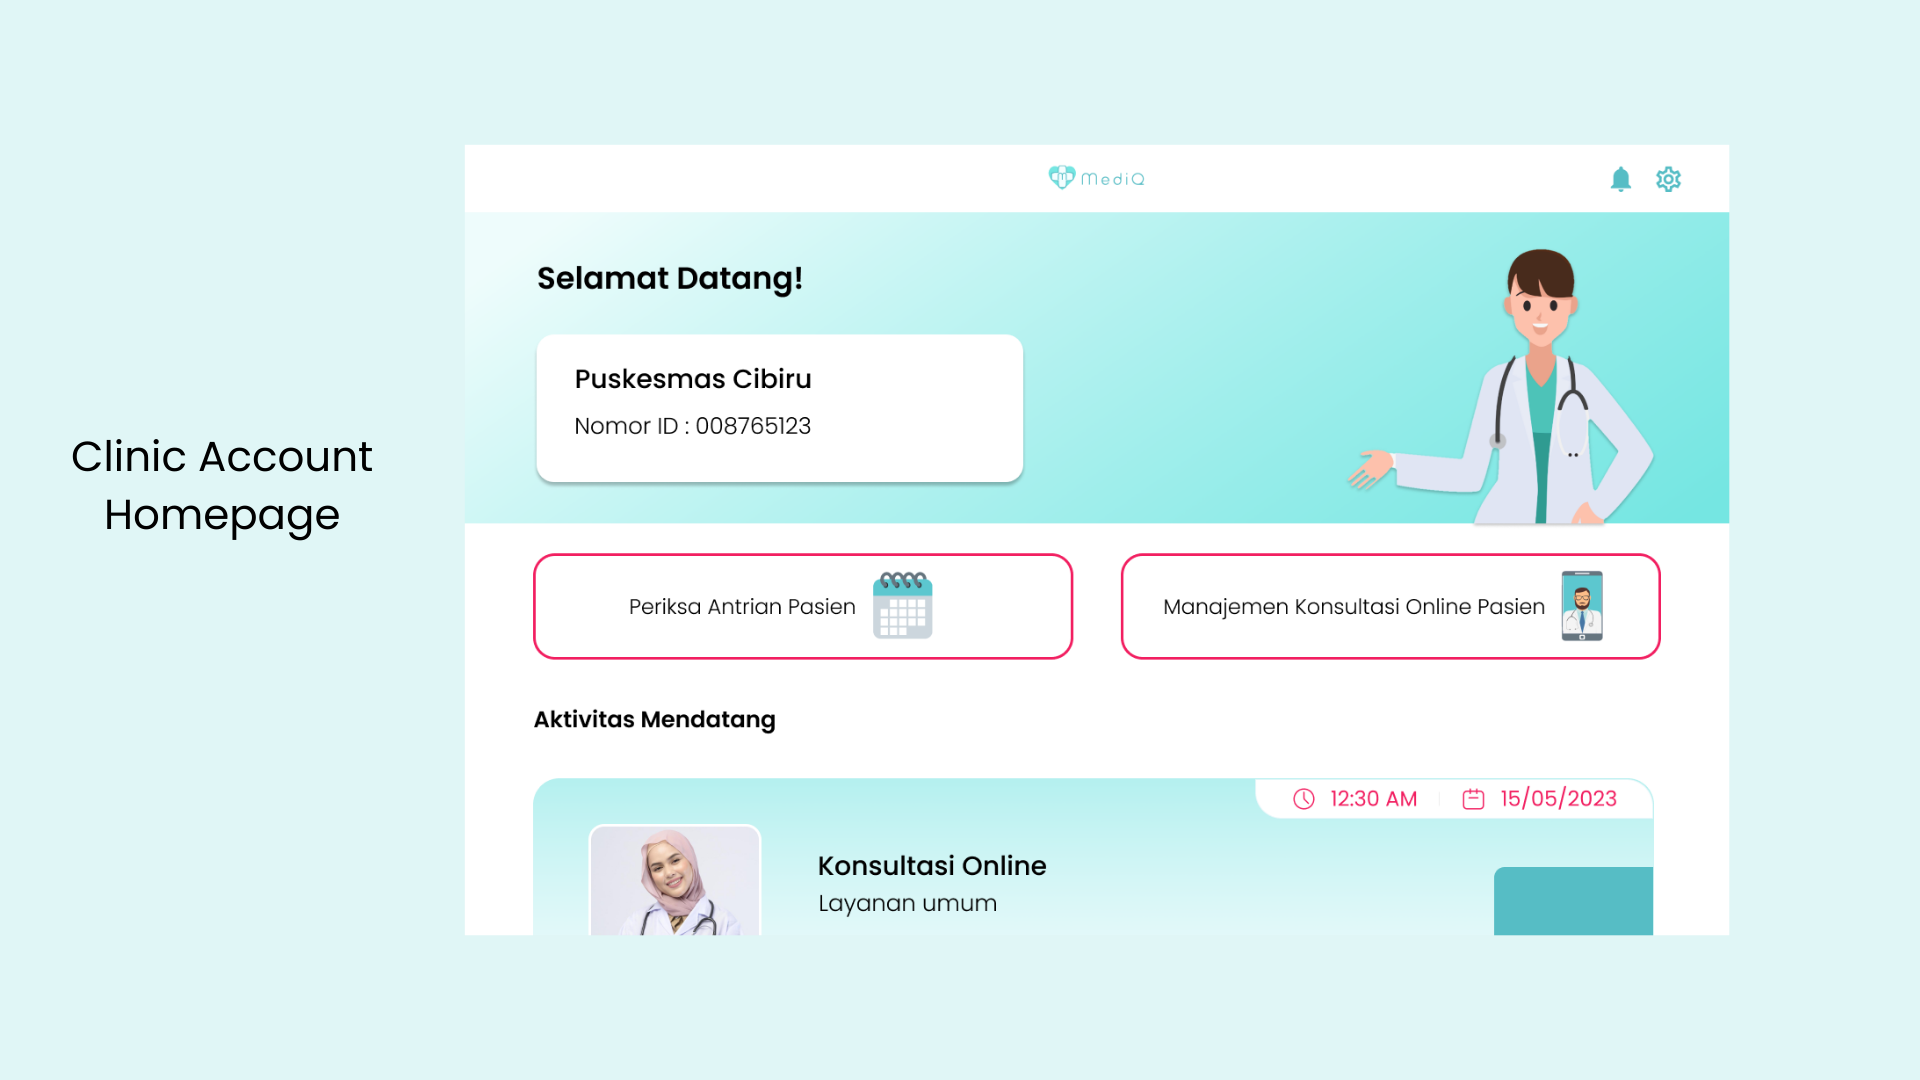 Clinic Account
Homepage
MediQ
Selamat Datang!
Puskesmas Cibiru
Nomor ID : 008765123
Periksa Antrian Pasien
Manajemen Konsultasi Online Pasien
Aktivitas Mendatang
12:30 AM
15/05/2023
Konsultasi Online
Layanan umum